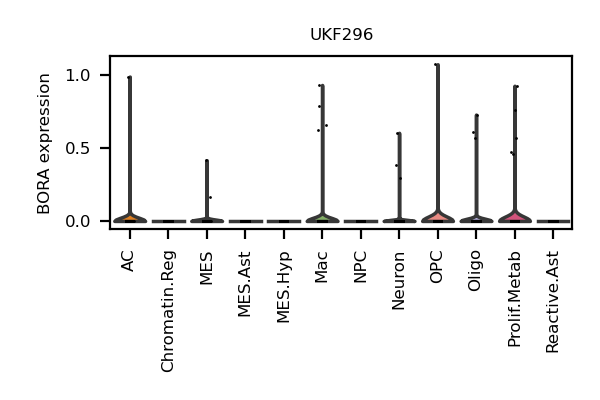 UKF296
BORA expression
1.0
0.5
0.0
AC
Chromatin.Reg
MES
MES.Ast
MES.Hyp
Mac
NPC
Neuron
OPC
Oligo
Prolif.Metab
Reactive.Ast